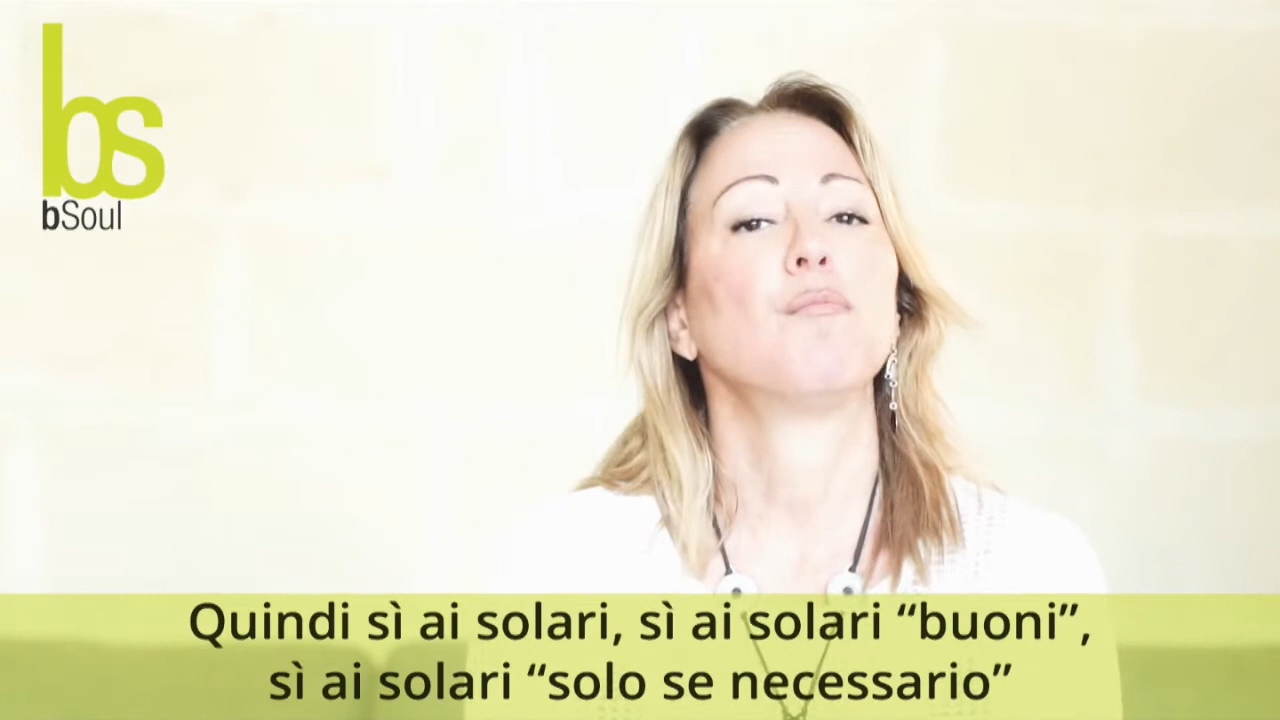 bs
bSoul
Quindi sì ai solari, sì ai solari “buoni”,
sì ai solari “solo se necessario”